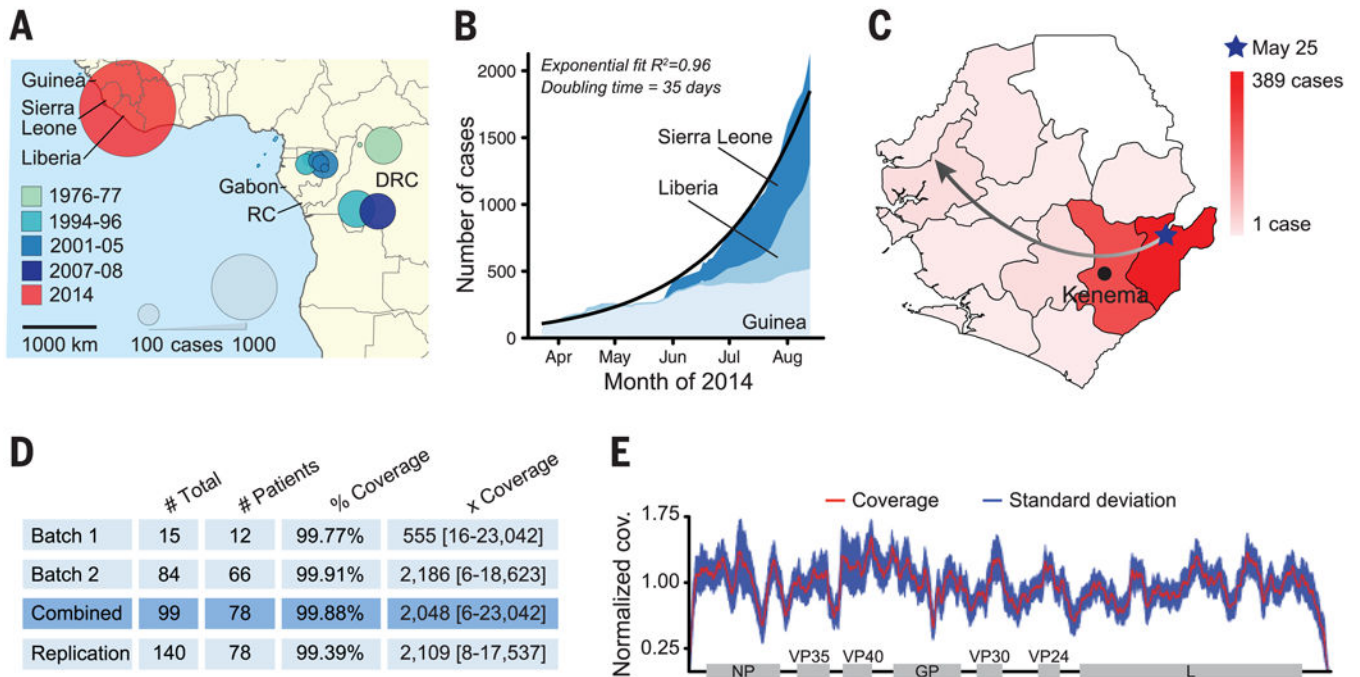 A
Guinea
Sierra
Leone
Liberia
Gabon
RC
DRC
1976-77
1994-96
2001-05
2007-08
2014
1000 km
100 cases 1000
B
Exponential fit R²=0.96
Doubling time = 35 days
Number of cases
2000
1500
1000
500
0
Sierra Leone
Liberia
Guinea
Apr May Jun Jul Aug
Month of 2014
C
May 25
389 cases
1 case
Kenema
D
# Total # Patients % Coverage x Coverage
Batch 1 15 12 99.77% 555 [16-23,042]
Batch 2 84 66 99.91% 2,186 [6-18,623]
Combined 99 78 99.88% 2,048 [6-23,042]
Replication 140 78 99.39% 2,109 [8-17,537]
E
Coverage Standard deviation
Normalized cov.
1.75
1.00
0.25
NP VP35 VP40 GP VP30 VP24 L